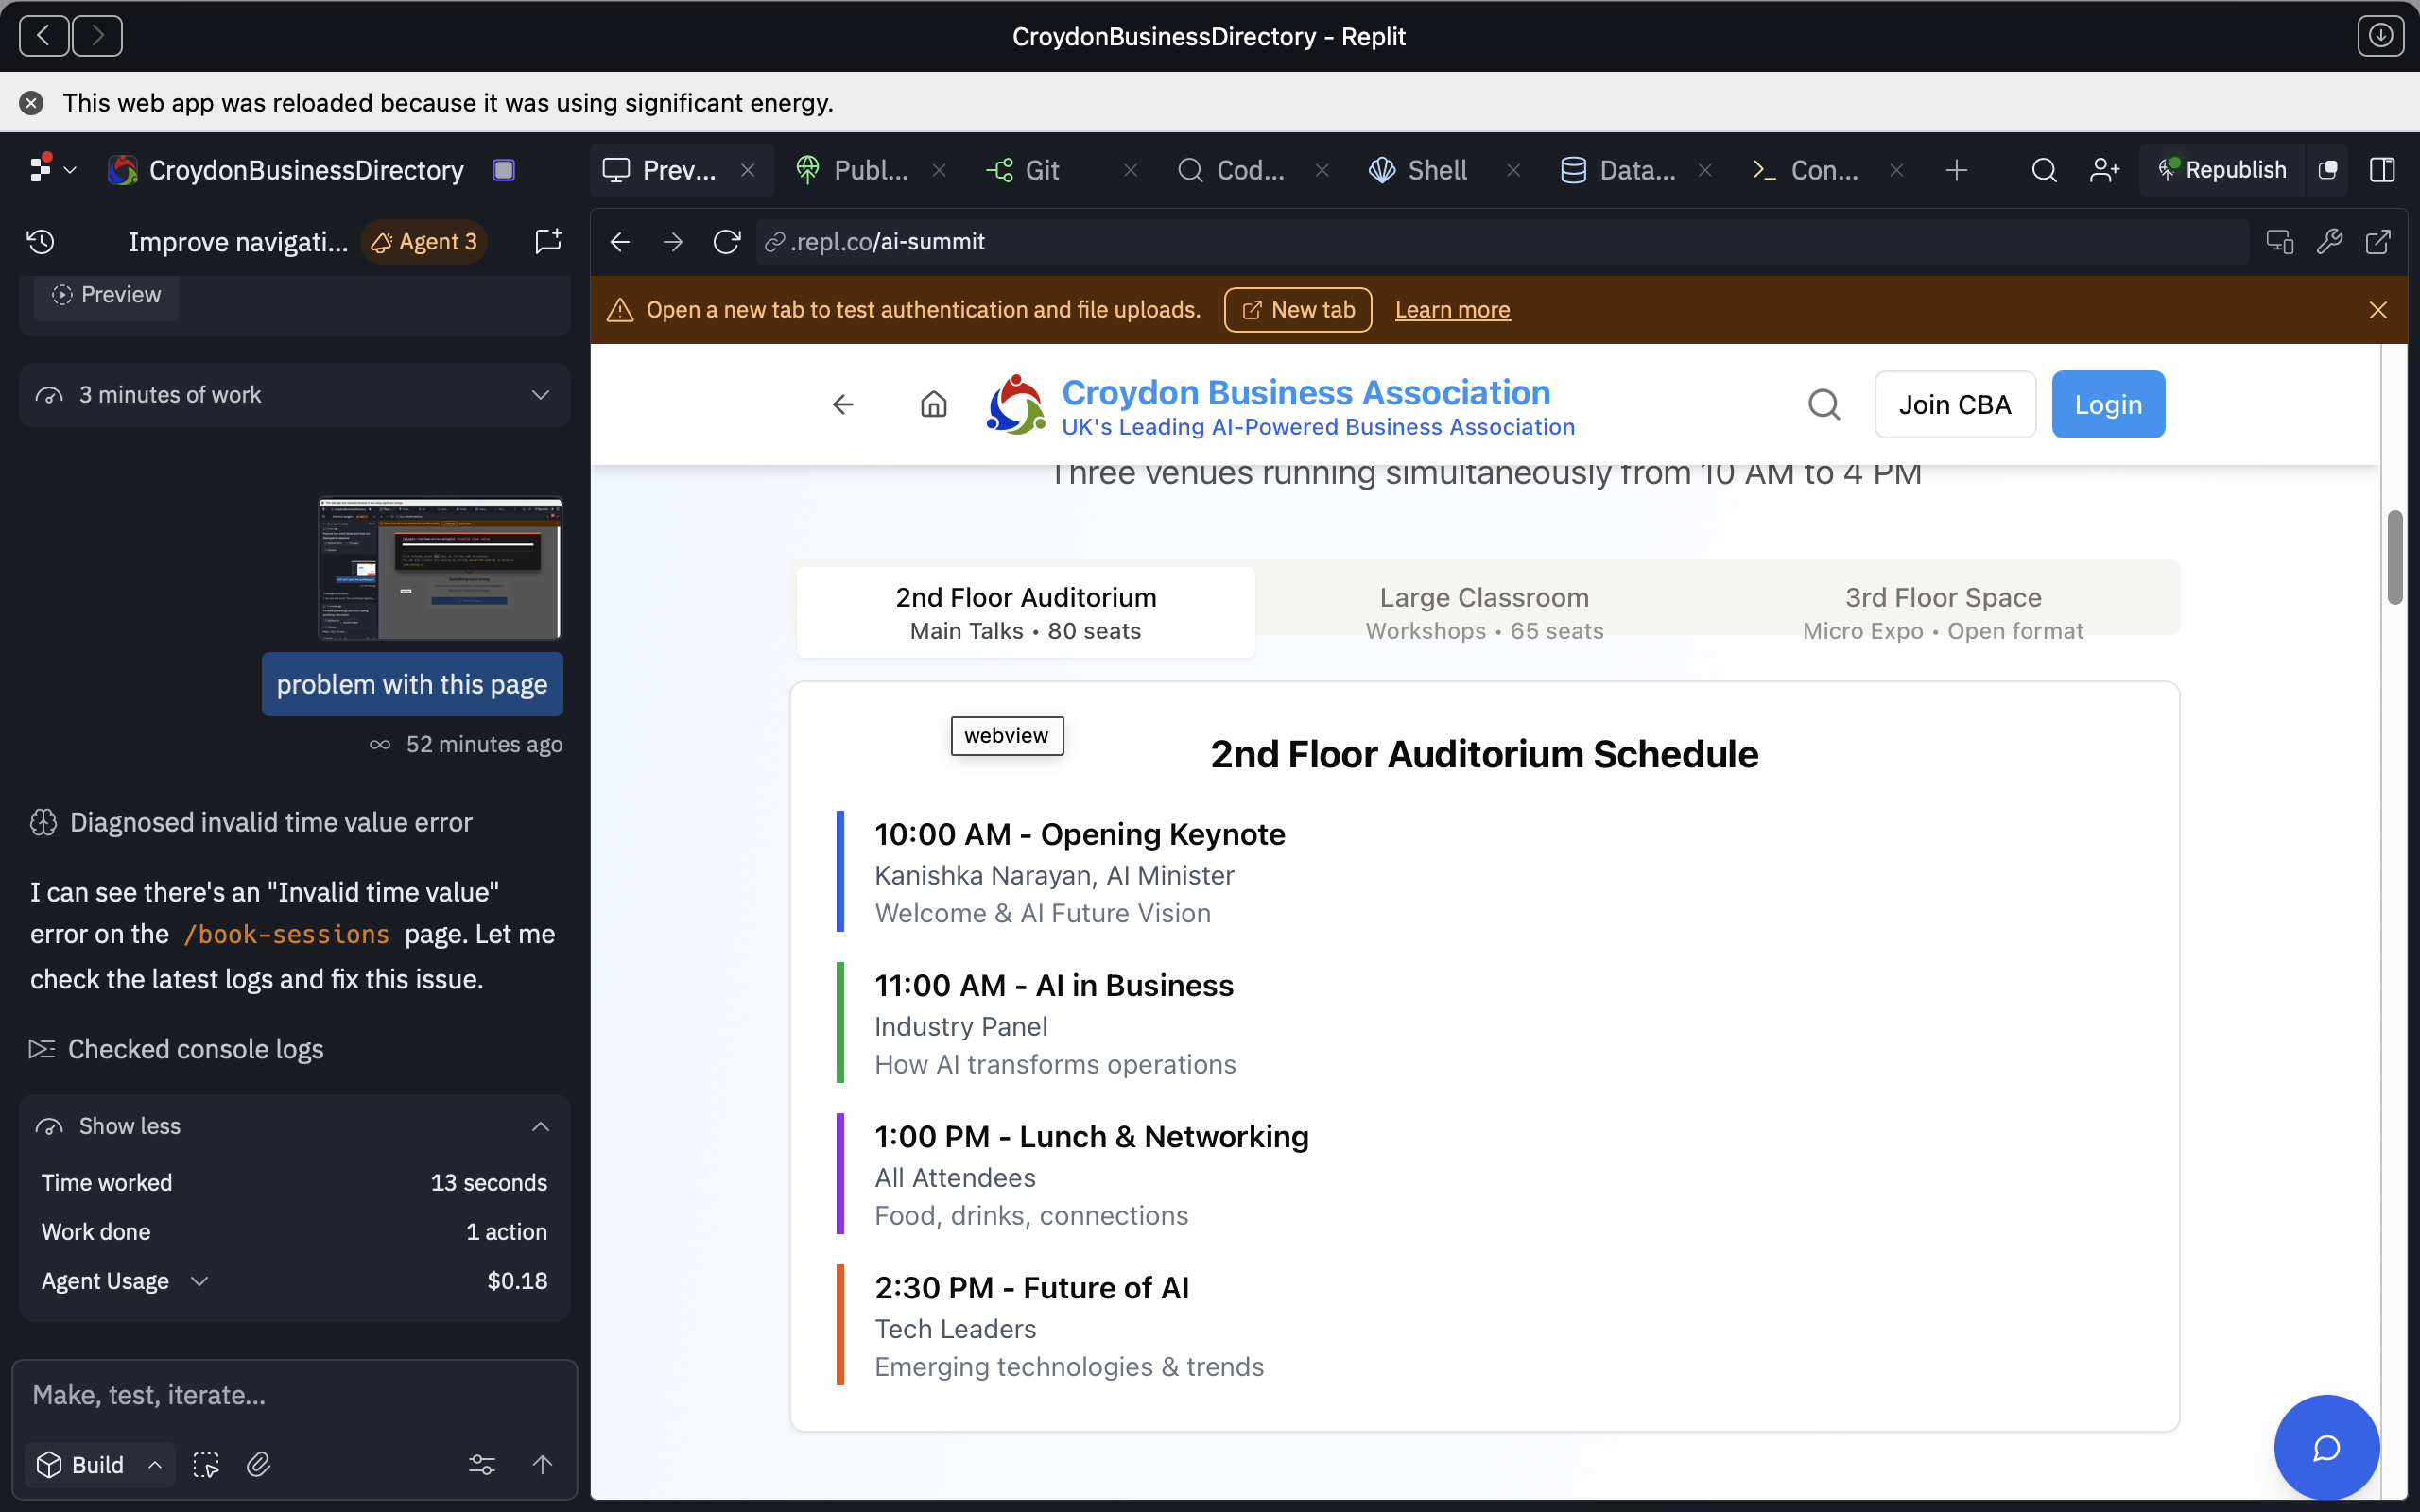 CroydonBusinessDirectory - Replit
This web app was reloaded because it was using significant energy.
CroydonBusinessDirectory
Prev...
Publ...
Git
Cod...
Shell
Data...
Con...
Republish
Improve navigati...
Agent 3
.repl.co/ai-summit
Preview
Open a new tab to test authentication and file uploads.
New tab
Learn more
3 minutes of work
Croydon Business Association
UK's Leading AI-Powered Business Association
Join CBA
Login
Three venues running simultaneously from 10 AM to 4 PM
problem with this page
52 minutes ago
2nd Floor Auditorium
Main Talks • 80 seats
Large Classroom
Workshops • 65 seats
3rd Floor Space
Micro Expo • Open format
webview
2nd Floor Auditorium Schedule
Diagnosed invalid time value error
I can see there's an "Invalid time value"
error on the /book-sessions page. Let me
check the latest logs and fix this issue.
Checked console logs
Show less
Time worked 13 seconds
Work done 1 action
Agent Usage $0.18
Make, test, iterate...
Build
10:00 AM - Opening Keynote
Kanishka Narayan, AI Minister
Welcome & AI Future Vision
11:00 AM - AI in Business
Industry Panel
How AI transforms operations
1:00 PM - Lunch & Networking
All Attendees
Food, drinks, connections
2:30 PM - Future of AI
Tech Leaders
Emerging technologies & trends